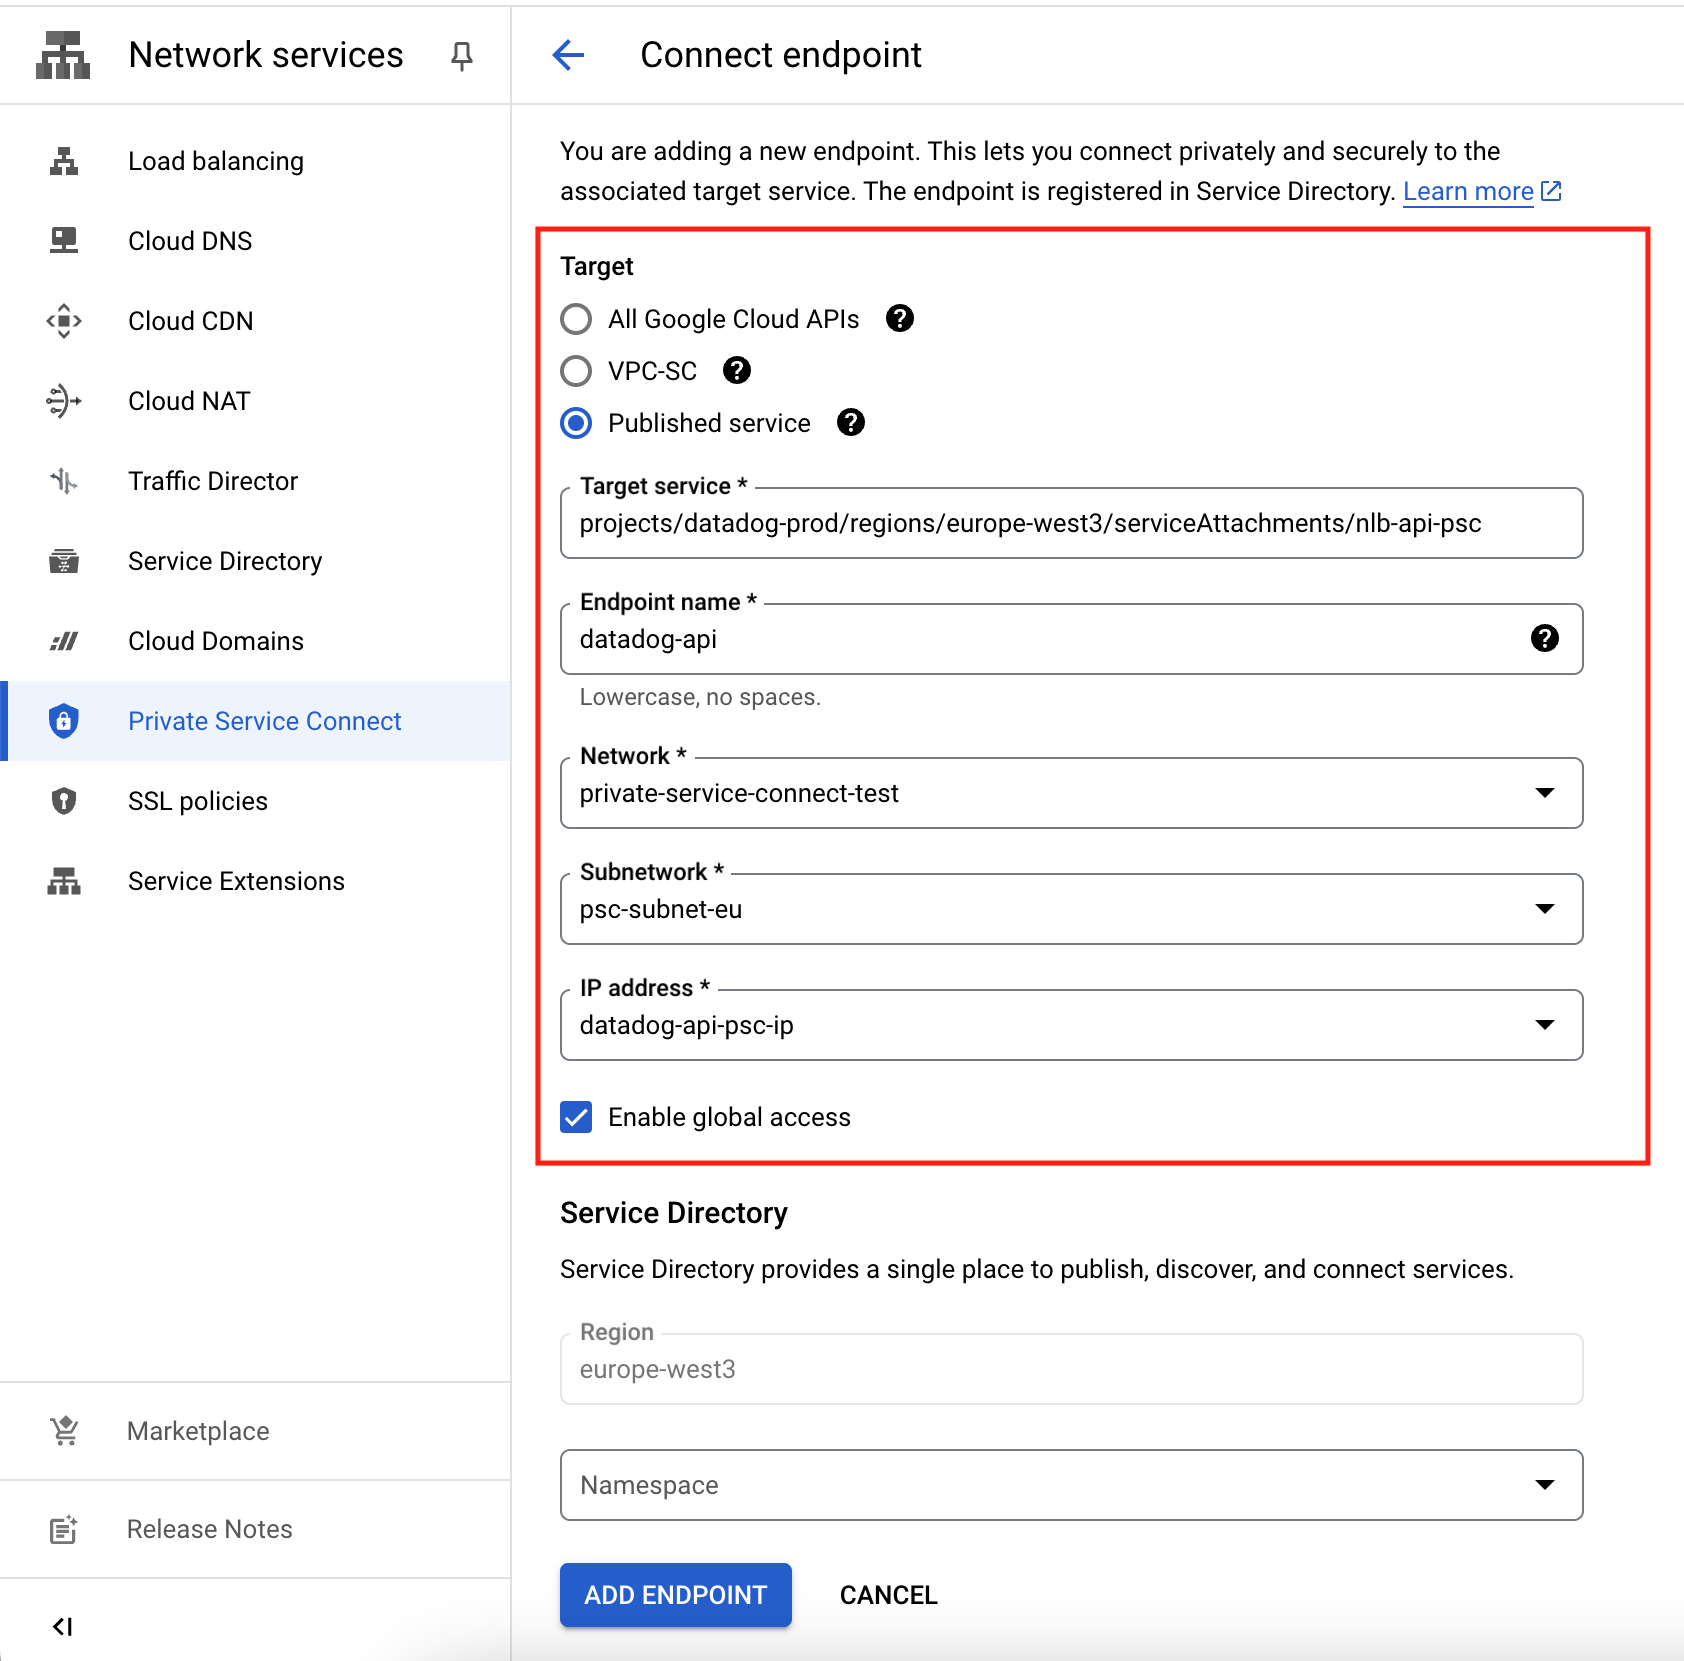 Network services
Load balancing
Cloud DNS
Cloud CDN
Cloud NAT
Traffic Director
Service Directory
Cloud Domains
Private Service Connect
SSL policies
Service Extensions
Marketplace
Release Notes
Connect endpoint
You are adding a new endpoint. This lets you connect privately and securely to the
associated target service. The endpoint is registered in Service Directory. Learn more
Target
All Google Cloud APIs
VPC-SC
Published service
Target service *
projects/datadog-prod/regions/europe-west3/serviceAttachments/nlb-api-psc
Endpoint name *
datadog-api
Lowercase, no spaces.
Network *
private-service-connect-test
Subnetwork *
psc-subnet-eu
IP address *
datadog-api-psc-ip
Enable global access
Service Directory
Service Directory provides a single place to publish, discover, and connect services.
Region
europe-west3
Namespace
ADD ENDPOINT
CANCEL